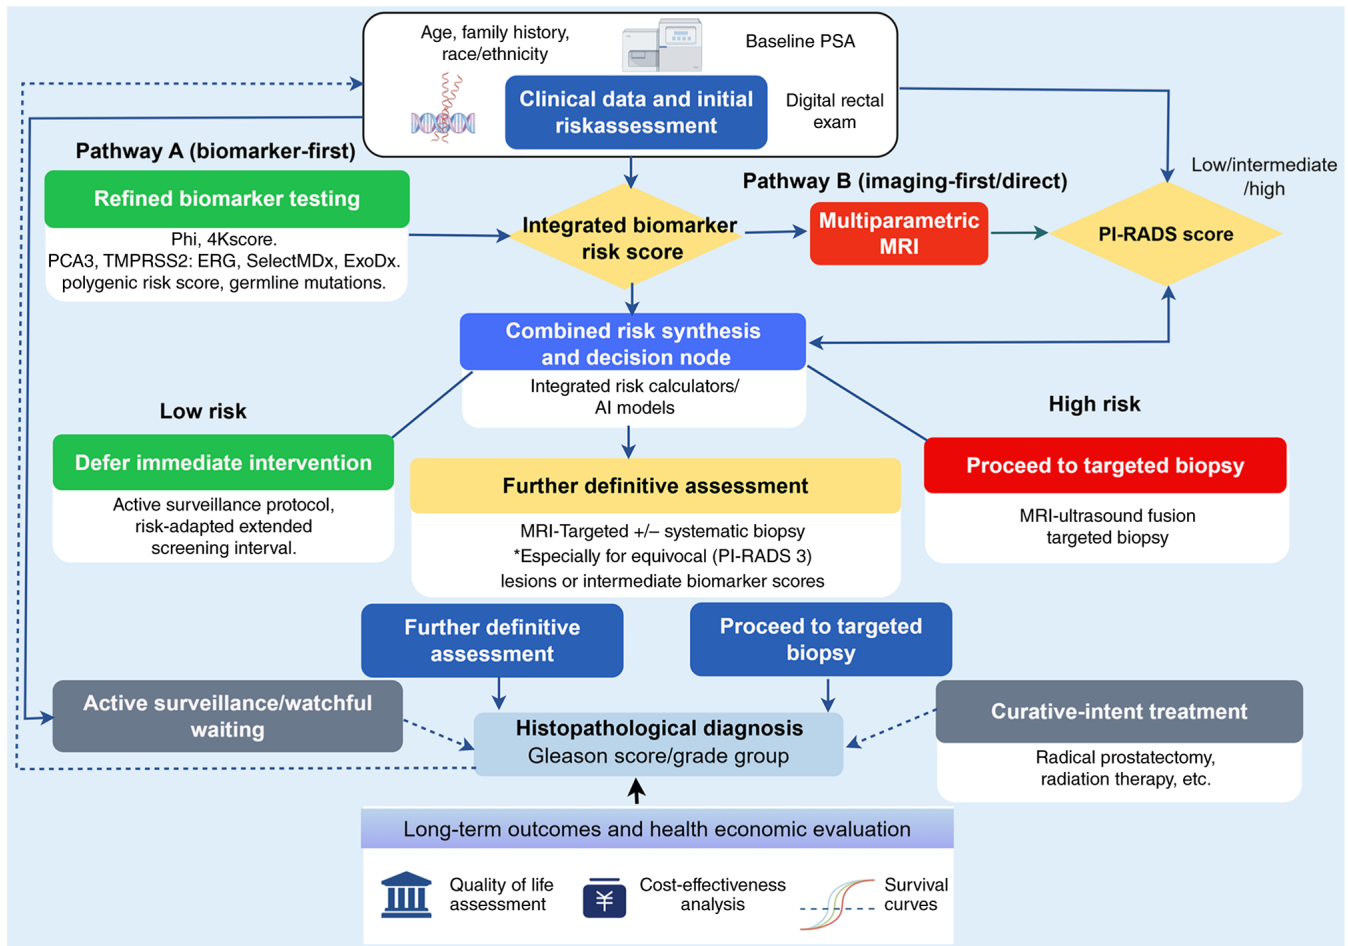 Age, family history,
race/ethnicity
Baseline PSA
Clinical data and initial
riskassessment
Digital rectal
exam
Pathway A (biomarker-first)
Refined biomarker testing
Phi, 4Kscore.
PCA3, TMPRSS2: ERG, SelectMDx, ExoDx.
polygenic risk score, germline mutations.
Integrated biomarker
risk score
Pathway B (imaging-first/direct)
Multiparametric
MRI
Low/intermediate
/high
PI-RADS score
Combined risk synthesis
and decision node
Integrated risk calculators/
AI models
Low risk
High risk
Defer immediate intervention
Active surveillance protocol,
risk-adapted extended
screening interval.
Further definitive assessment
MRI-Targeted +/– systematic biopsy
*Especially for equivocal (PI-RADS 3)
lesions or intermediate biomarker scores
Proceed to targeted biopsy
MRI-ultrasound fusion
targeted biopsy
Further definitive
assessment
Proceed to targeted
biopsy
Active surveillance/watchful
waiting
Histopathological diagnosis
Gleason score/grade group
Curative-intent treatment
Radical prostatectomy,
radiation therapy, etc.
Long-term outcomes and health economic evaluation
Quality of life
assessment
¥
Cost-effectiveness
analysis
Survival
curves